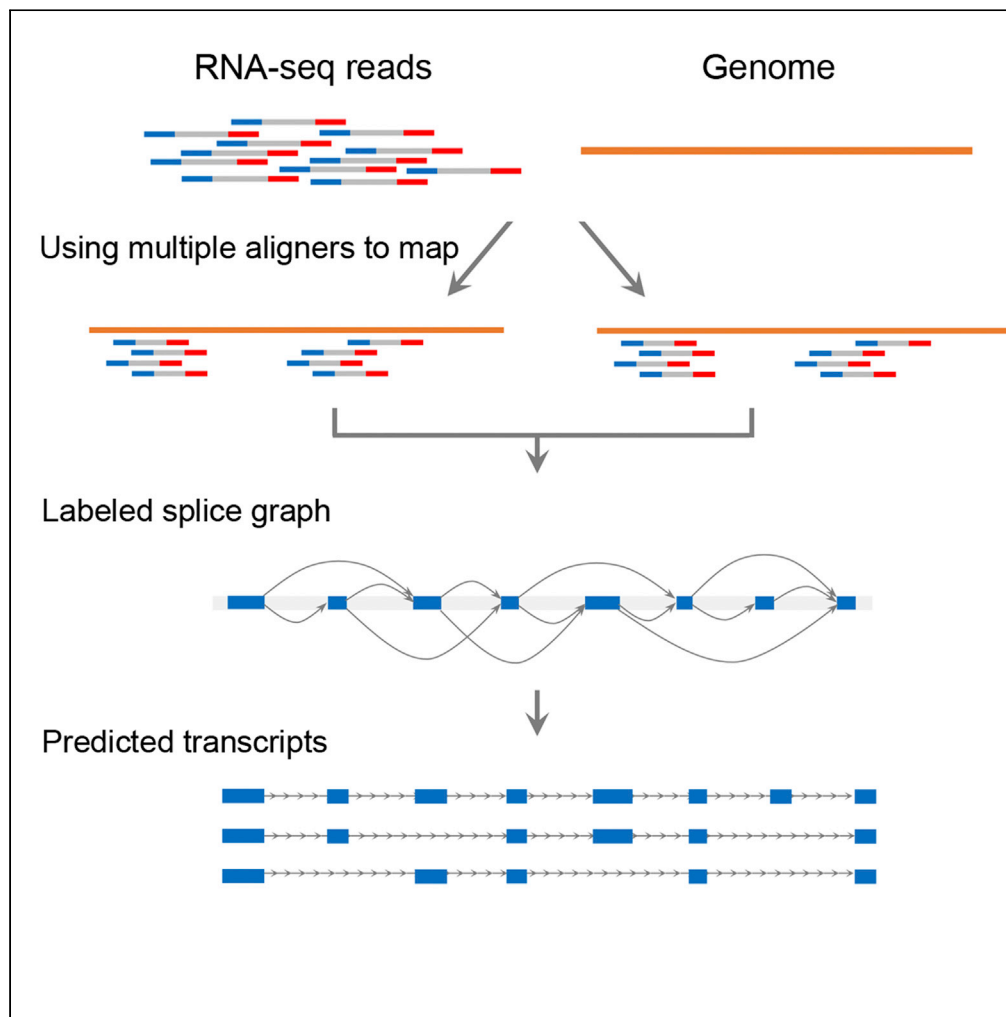 RNA-seq reads
Genome
Using multiple aligners to map
Labeled splice graph
Predicted transcripts